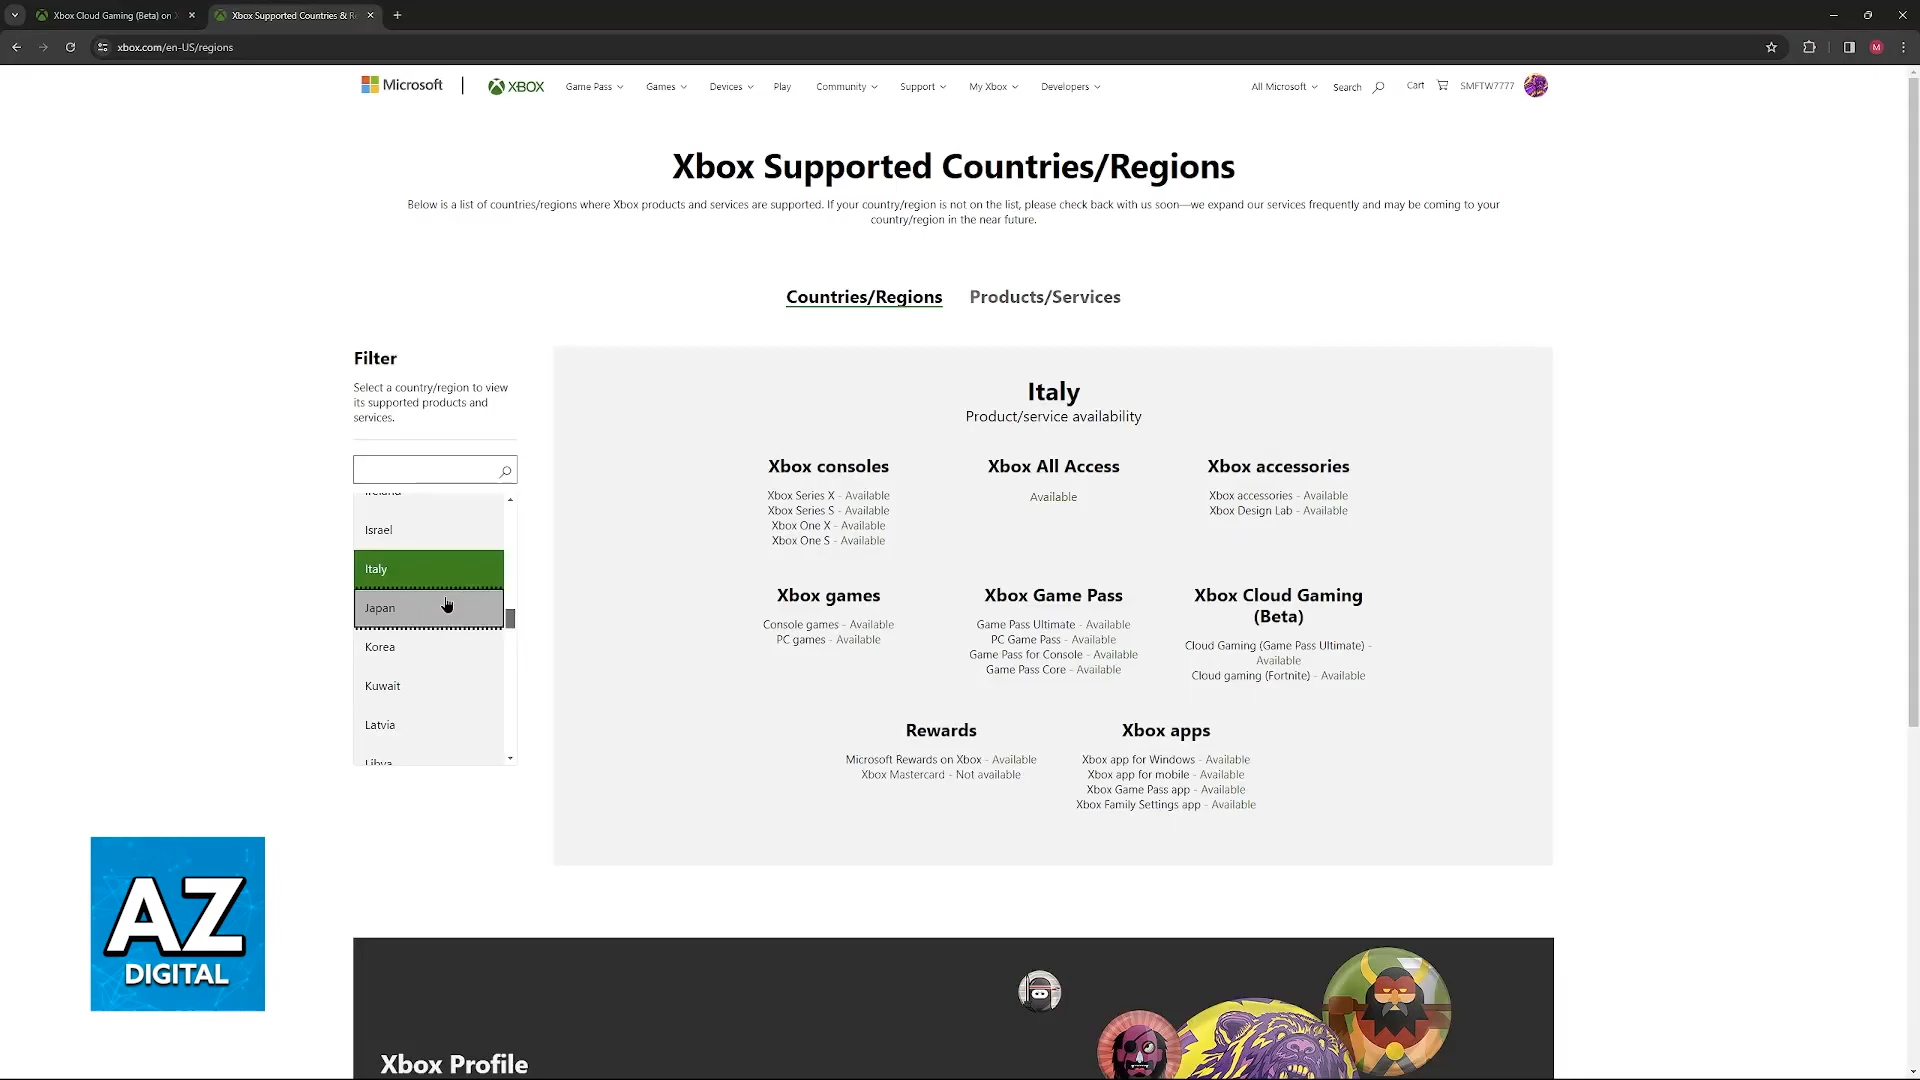 Xbox Cloud Gaming (Beta) on
Xbox Supported Countries & Re
xbox.com/en-US/regions
M
Microsoft
XBOX
Game Pass
Games
Devices
Play
Community
Support
My Xbox
Developers
All Microsoft
Search
Cart
SMFTW7777
Xbox Supported Countries/Regions
Below is a list of countries/regions where Xbox products and services are supported. If your country/region is not on the list, please check back with us soon—we expand our services frequently and may be coming to your
country/region in the near future.
Countries/Regions
Products/Services
Filter
Select a country/region to view
its supported products and
services.
Ireland
Israel
Italy
Japan
Korea
Kuwait
Latvia
Libya
Italy
Product/service availability
Xbox consoles
Xbox Series X - Available
Xbox Series S - Available
Xbox One X - Available
Xbox One S - Available
Xbox All Access
Available
Xbox accessories
Xbox accessories - Available
Xbox Design Lab - Available
Xbox games
Console games - Available
PC games - Available
Xbox Game Pass
Game Pass Ultimate - Available
PC Game Pass - Available
Game Pass for Console - Available
Game Pass Core - Available
Xbox Cloud Gaming
(Beta)
Cloud Gaming (Game Pass Ultimate) -
Available
Cloud gaming (Fortnite) - Available
Rewards
Microsoft Rewards on Xbox - Available
Xbox Mastercard - Not available
Xbox apps
Xbox app for Windows - Available
Xbox app for mobile - Available
Xbox Game Pass app - Available
Xbox Family Settings app - Available
AZ
DIGITAL
Xbox Profile